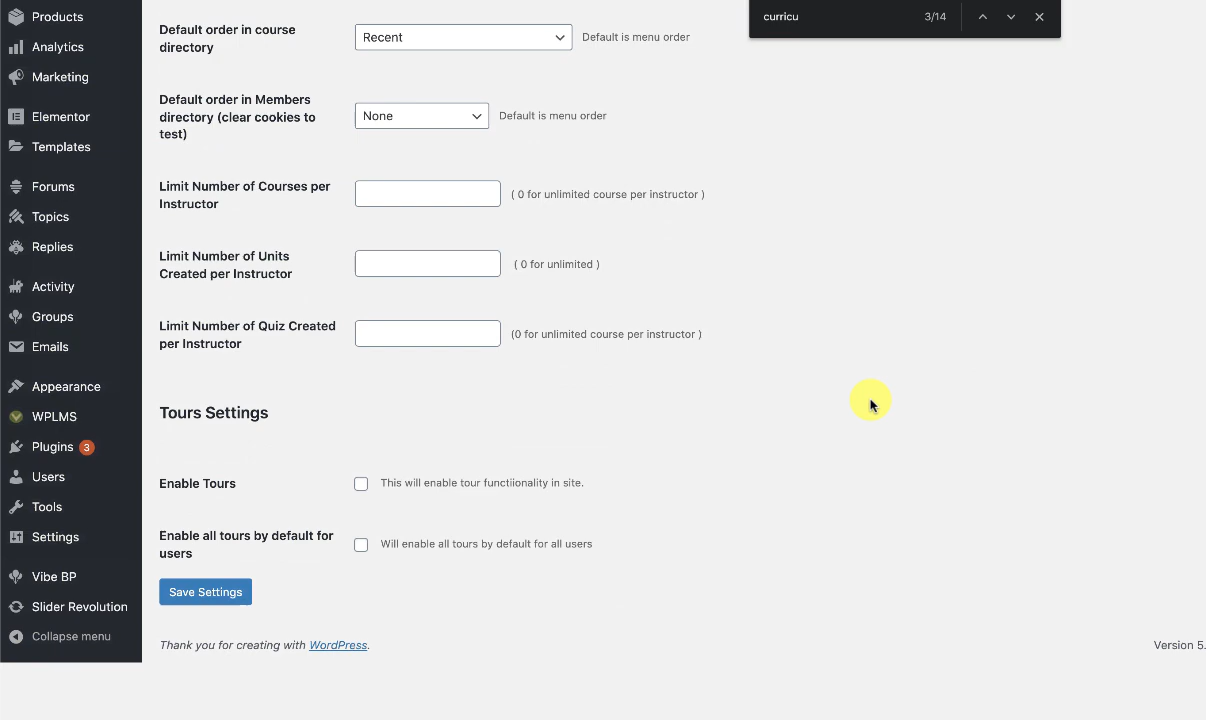 Products
Analytics
Marketing
Elementor
Templates
Forums
Topics
Replies
Activity
Groups
Emails
Appearance
WPLMS
Plugins 3
Users
Tools
Settings
Vibe BP
Slider Revolution
Collapse menu
curricu 3/14
Default order in course
directory
Recent Default is menu order
Default order in Members
directory (clear cookies to
test)
None Default is menu order
Limit Number of Courses per
Instructor
( 0 for unlimited course per instructor )
Limit Number of Units
Created per Instructor
( 0 for unlimited )
Limit Number of Quiz Created
per Instructor
(0 for unlimited course per instructor )
Tours Settings
Enable Tours
This will enable tour functiionality in site.
Enable all tours by default for
users
Will enable all tours by default for all users
Save Settings
Thank you for creating with WordPress.
Version 5.